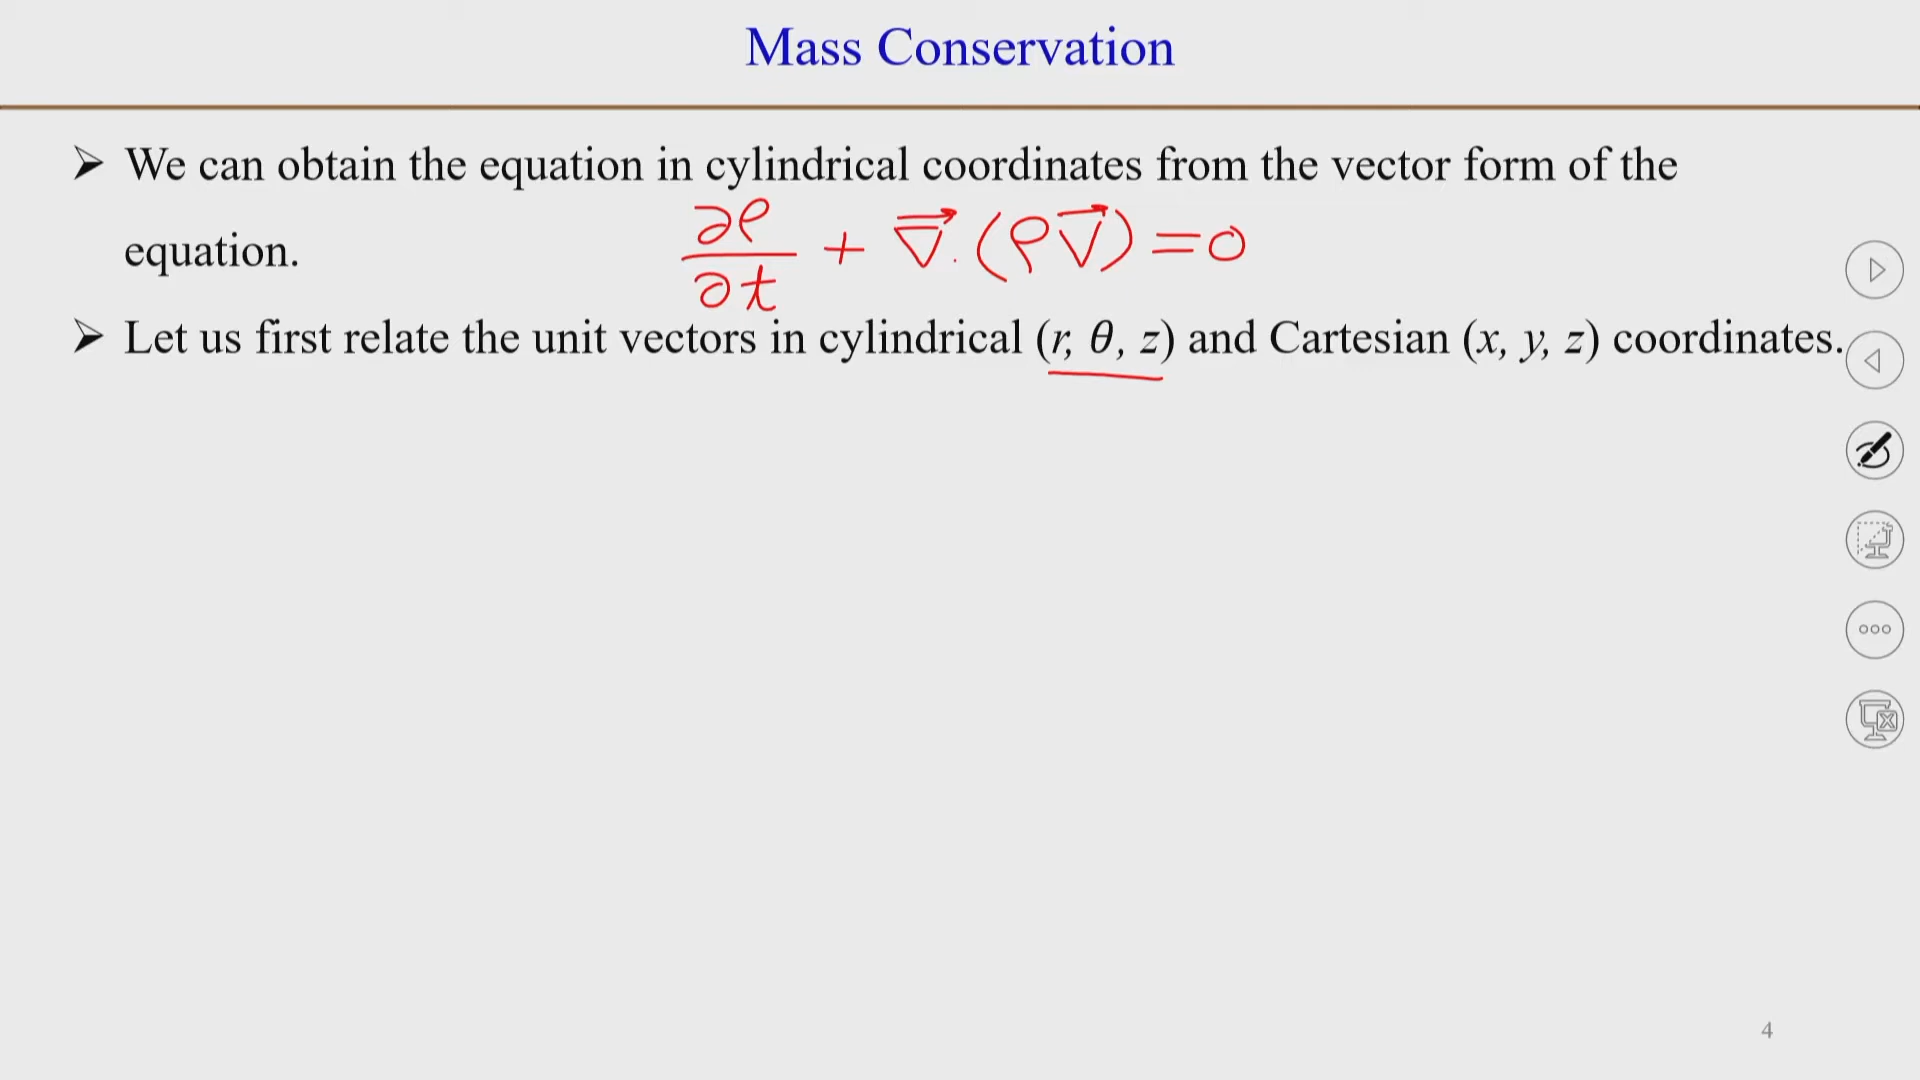 Mass Conservation
➢ We can obtain the equation in cylindrical coordinates from the vector form of the
equation. ∂ρ/∂t + ∇⃗.(ρV⃗) = 0
➢ Let us first relate the unit vectors in cylindrical (r, θ, z) and Cartesian (x, y, z) coordinates.
4